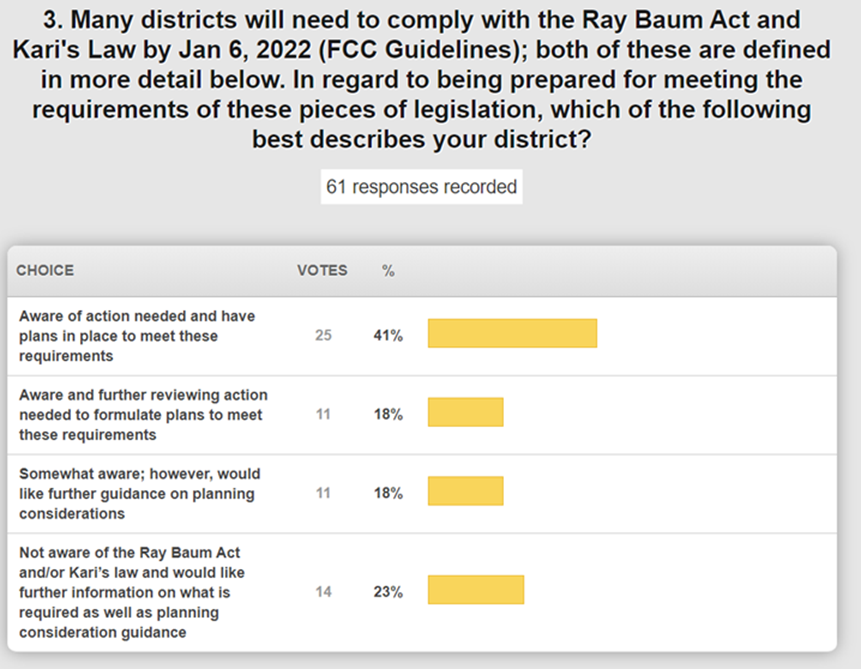 3. Many districts will need to comply with the Ray Baum Act and
Kari's Law by Jan 6, 2022 (FCC Guidelines); both of these are defined
in more detail below. In regard to being prepared for meeting the
requirements of these pieces of legislation, which of the following
best describes your district?
61 responses recorded
CHOICE VOTES %
Aware of action needed and have
plans in place to meet these
requirements
25 41%
Aware and further reviewing action
needed to formulate plans to meet
these requirements
11 18%
Somewhat aware; however, would
like further guidance on planning
considerations
11 18%
Not aware of the Ray Baum Act
and/or Kari’s law and would like
further information on what is
required as well as planning
consideration guidance
14 23%